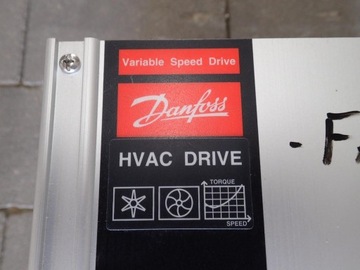 Variable Speed Drive
Danfoss
HVAC DRIVE
TORQUE
SPEED